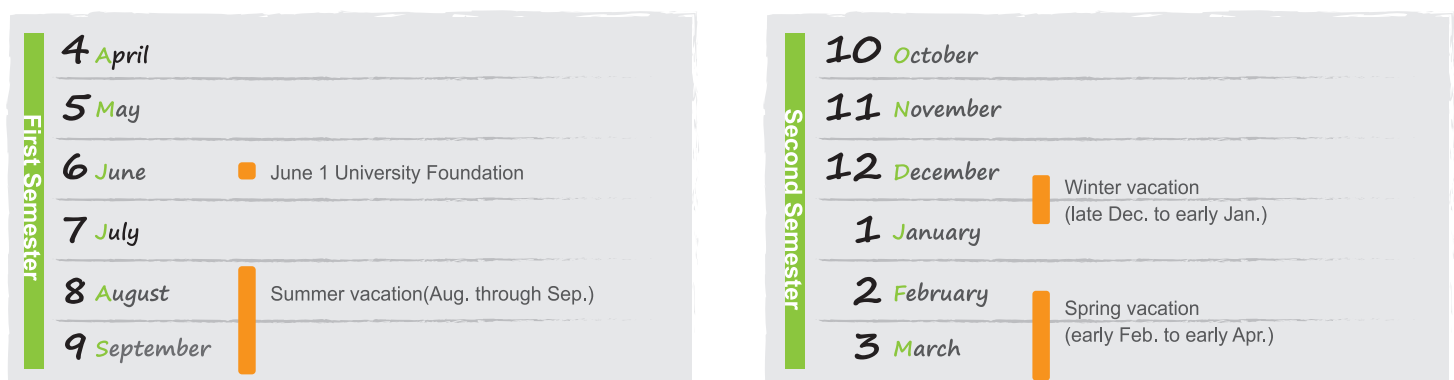 First Semester
4 April
5 May
6 June
June 1 University Foundation
7 July
8 August
Summer vacation(Aug. through Sep.)
9 September
Second Semester
10 October
11 November
12 December
Winter vacation
(late Dec. to early Jan.)
1 January
2 February
Spring vacation
(early Feb. to early Apr.)
3 March